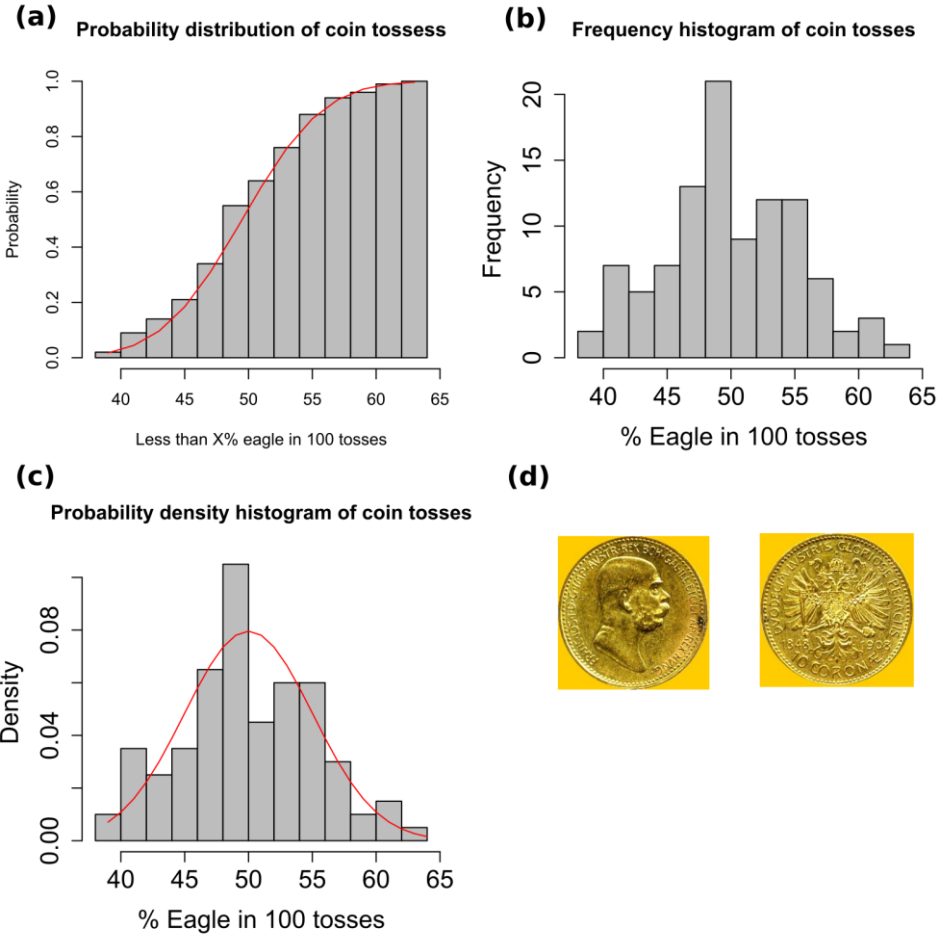 (a)
Probability distribution of coin tossess
1.0
0.8
0.6
0.4
0.2
0.0
Probability
40 45 50 55 60 65
Less than X% eagle in 100 tosses
(b)
Frequency histogram of coin tosses
20
15
10
5
0
Frequency
40 45 50 55 60 65
% Eagle in 100 tosses
(c)
Probability density histogram of coin tosses
0.08
0.04
0.00
Density
40 45 50 55 60 65
% Eagle in 100 tosses
(d)
1908